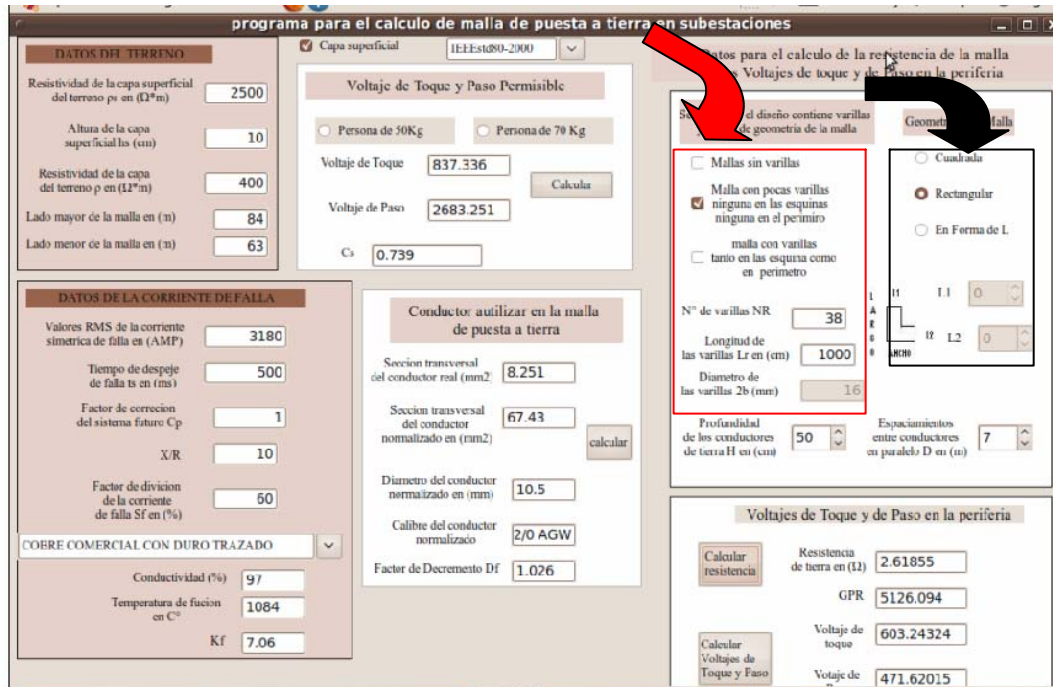 programa para el calculo de malla de puesta a tierra en subestaciones
DATOS DEL TERRENO
Resistividad de la capa superficial
del terreno ρs en (Ω*m)
2500
Altura de la capa
superficial hs (cm)
10
Resistividad de la capa
del terreno ρ en (Ω*m)
400
Lado mayor de la malla en (m)
84
Lado menor de la malla en (m)
63
Capa superficial
IEEEstd80-2000
Voltaje de Toque y Paso Permisible
Persona de 50Kg
Persona de 70 Kg
Voltaje de Toque
837.336
Calcular
Voltaje de Paso
2683.251
Cs
0.739
DATOS DE LA CORRIENTE DE FALLA
Valores RMS de la corriente
simetrica de falla en (AMP)
3180
Tiempo de despeje
de falla ts en (ms)
500
Factor de correcion
del sistema futuro Cp
1
X/R
10
Factor de divicion
de la corriente
de falla Sf en (%)
60
COBRE COMERCIAL CON DURO TRAZADO
Conductividad (%)
97
Temperatura de fucion
en C°
1084
Kf
7.06
Conductor autilizar en la malla
de puesta a tierra
Seccion transversal
del conductor real (mm2)
8.251
Seccion transversal
del conductor
normalizado en (mm2)
67.43
calcular
Diametro del conductor
normalizado en (mm)
10.5
Calibre del conductor
normalizado
2/0 AGW
Factor de Decremento Df
1.026
Datos para el calculo de la resistencia de la malla
Voltajes de toque y de Paso en la periferia
el diseño contiene varillas
de geometria de la malla
Mallas sin varillas
Malla con pocas varillas
ninguna en las esquinas
ninguna en el perimiro
malla con varillas
tanto en las esquina como
en perimetro
N° de varillas NR
38
Longitud de
las varillas Lr en (cm)
1000
Diametro de
las varillas 2b (mm)
16
Geometria Malla
Cuadrada
Rectangular
En Forma de L
LARGO
l1
l2
ANCHO
L1
0
L2
0
Profundidad
de los conductores
de tierra H en (cm)
50
Espaciamientos
entre conductores
en paralelo D en (m)
7
Voltajes de Toque y de Paso en la periferia
Calcular
resistencia
Resistencia
de tierra en (Ω)
2.61855
GPR
5126.094
Calcular
Voltajes de
Toque y Paso
Voltaje de
toque
603.24324
Votaje de
471.62015